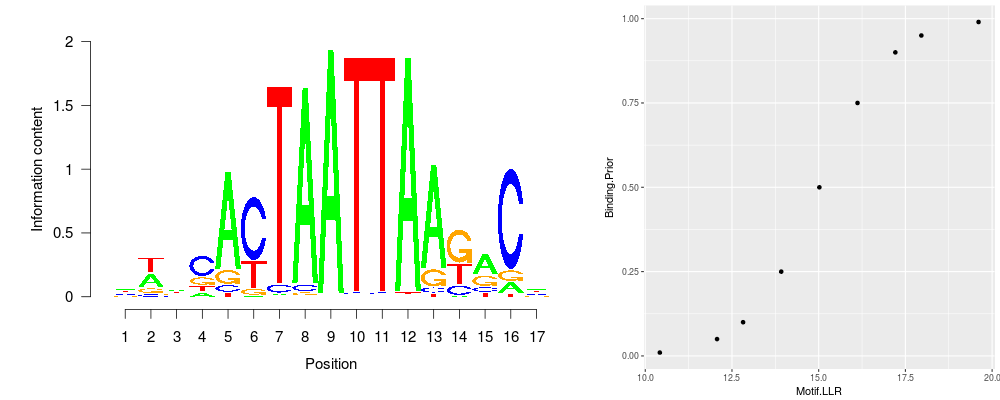 Information content
2
1.5
1
0.5
0
T A C A C T A A T T A A G A C
1 2 3 4 5 6 7 8 9 10 11 12 13 14 15 16 17
Position
Binding.Prior
1.00
0.75
0.50
0.25
0.00
10.0 12.5 15.0 17.5 20.0
Motif.LLR